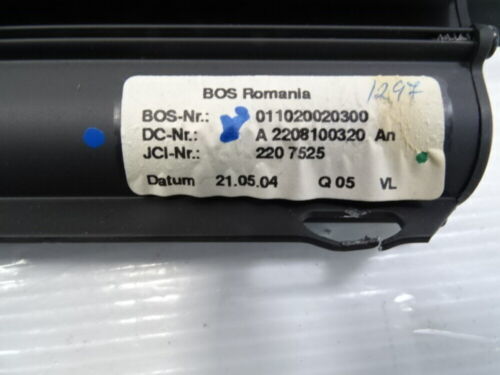 BOS Romania
1297
BOS-Nr.: 011020020300
DC-Nr.: A 2208100320 An
JCI-Nr.: 220 7525
Datum 21.05.04 Q 05 VL